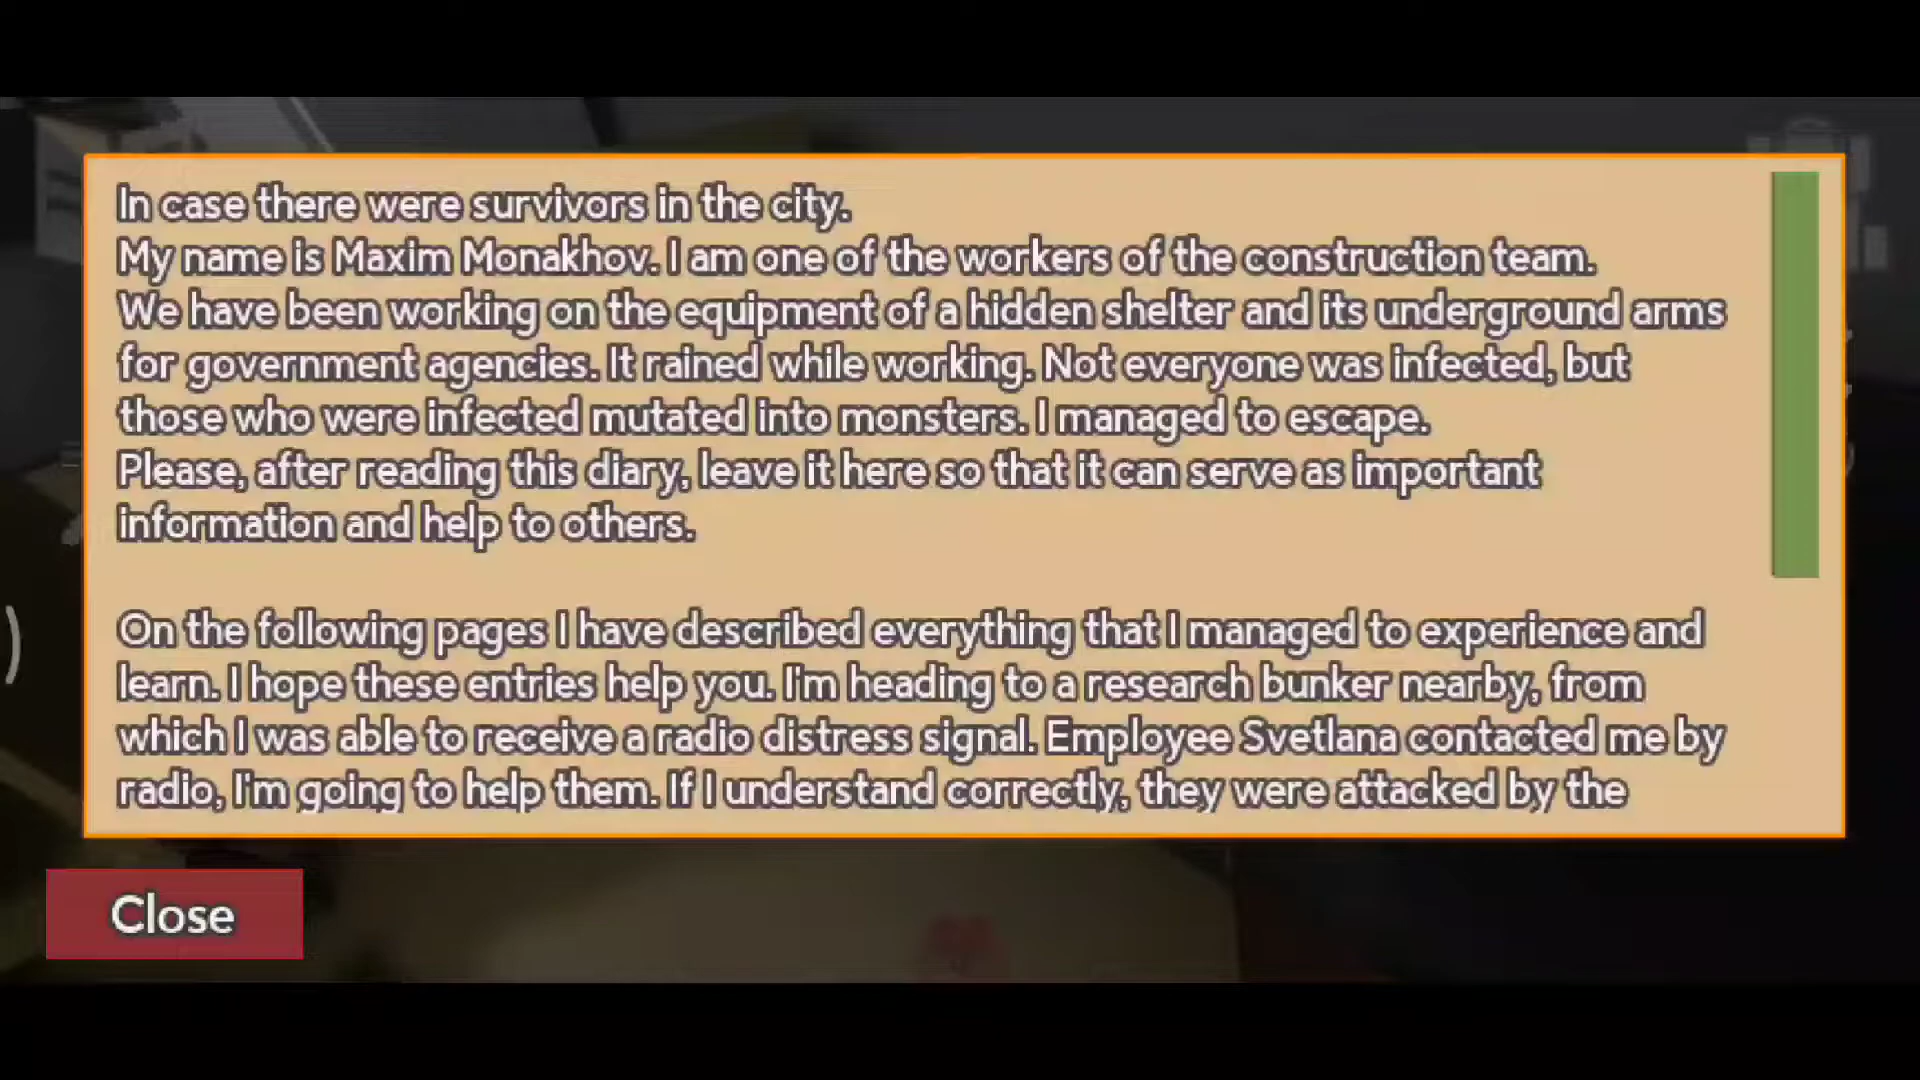 In case there were survivors in the city.
My name is Maxim Monakhov. I am one of the workers of the construction team.
We have been working on the equipment of a hidden shelter and its underground arms
for government agencies. It rained while working. Not everyone was infected, but
those who were infected mutated into monsters. I managed to escape.
Please, after reading this diary, leave it here so that it can serve as important
information and help to others.
On the following pages I have described everything that I managed to experience and
learn. I hope these entries help you. I'm heading to a research bunker nearby, from
which I was able to receive a radio distress signal. Employee Svetlana contacted me by
radio, I'm going to help them. If I understand correctly, they were attacked by the
Close